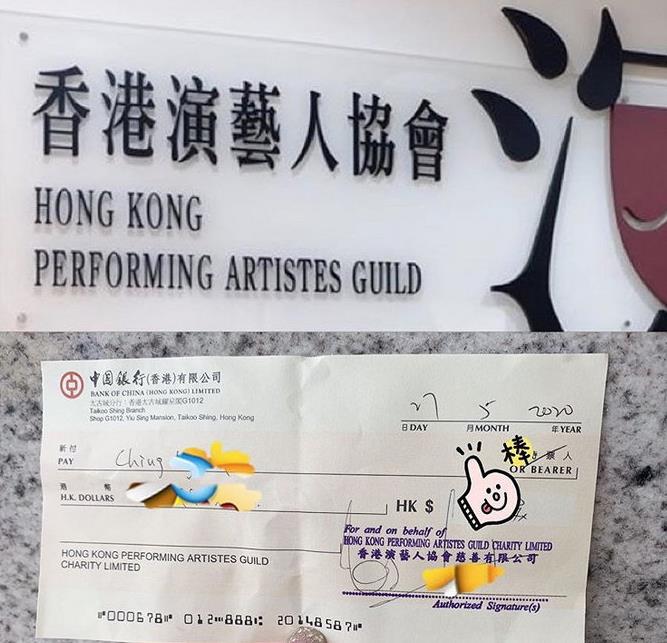 香港演藝人協會
HONG KONG
PERFORMING ARTISTES GUILD
中国銀行(香港)有限公司
BANK OF CHINA (HONG KONG) LIMITED
太古城分行:香港太古城耀星閣G1012
Taikoo Shing Branch
Shop G1012, Yiu Sing Mansion, Taikoo Shing, Hong Kong
27 5 2020
日DAY 月MONTH 年YEAR
祈付
PAY Ching
棒
人
OR BEARER
港 幣
H.K. DOLLARS
HK $
For and on behalf of
HONG KONG PERFORMING ARTISTES GUILD CHARITY LIMITED
香港演藝人協會慈善有限公司
HONG KONG PERFORMING ARTISTES GUILD
CHARITY LIMITED
Authorized Signature(s)
⑈000678⑈ 012⑉888⑆ 20148587⑈